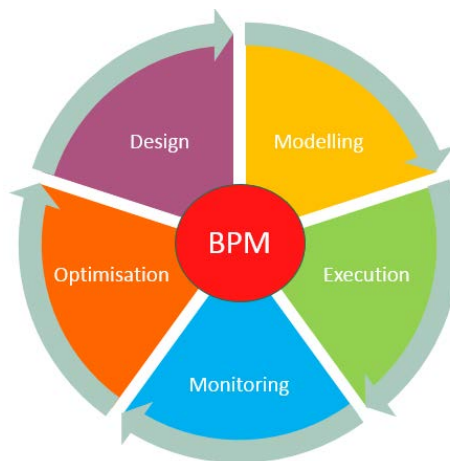 Design
Modelling
BPM
Optimisation
Execution
Monitoring